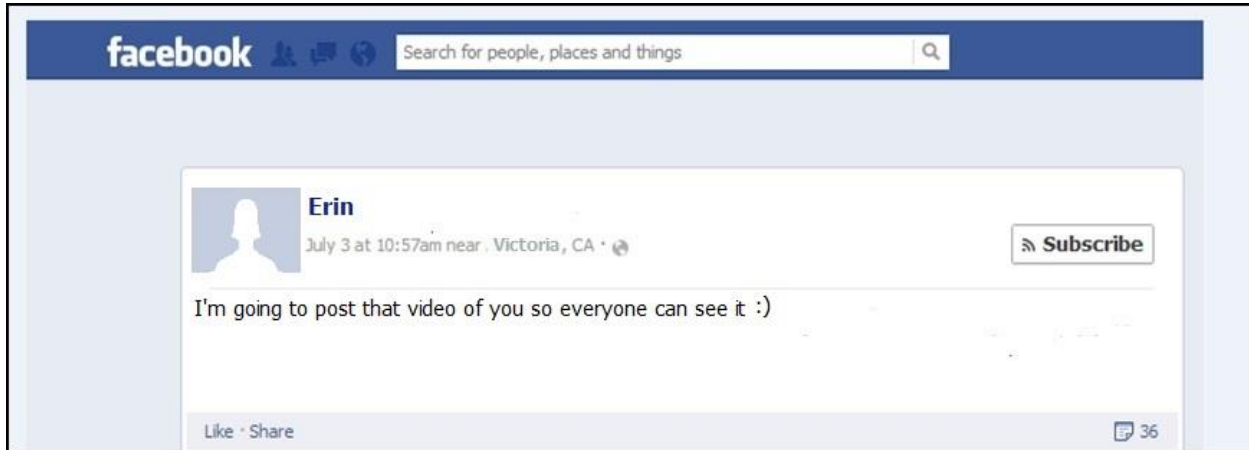 facebook Search for people, places and things
Erin
July 3 at 10:57am near . Victoria, CA ·
Subscribe
I'm going to post that video of you so everyone can see it :)
Like · Share 36